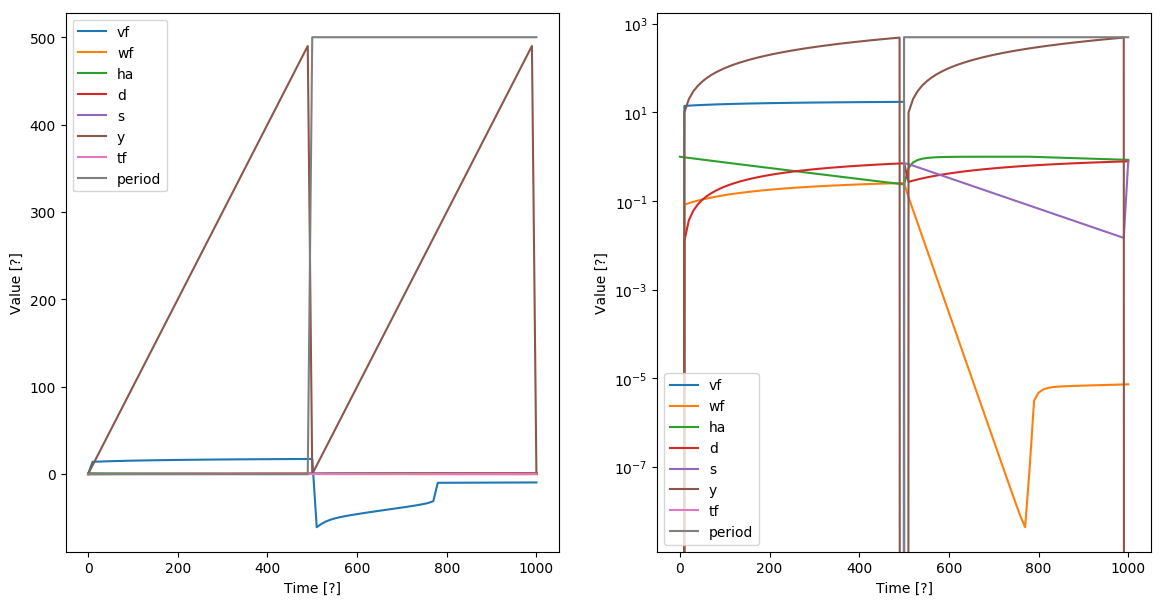 500
400
300
200
100
0
Value [?]
vf
wf
ha
d
s
y
tf
period
0
200
400
600
800
1000
Time [?]
10^3
10^1
10^−1
10^−3
10^−5
10^−7
Value [?]
vf
wf
ha
d
s
y
tf
period
0
200
400
600
800
1000
Time [?]